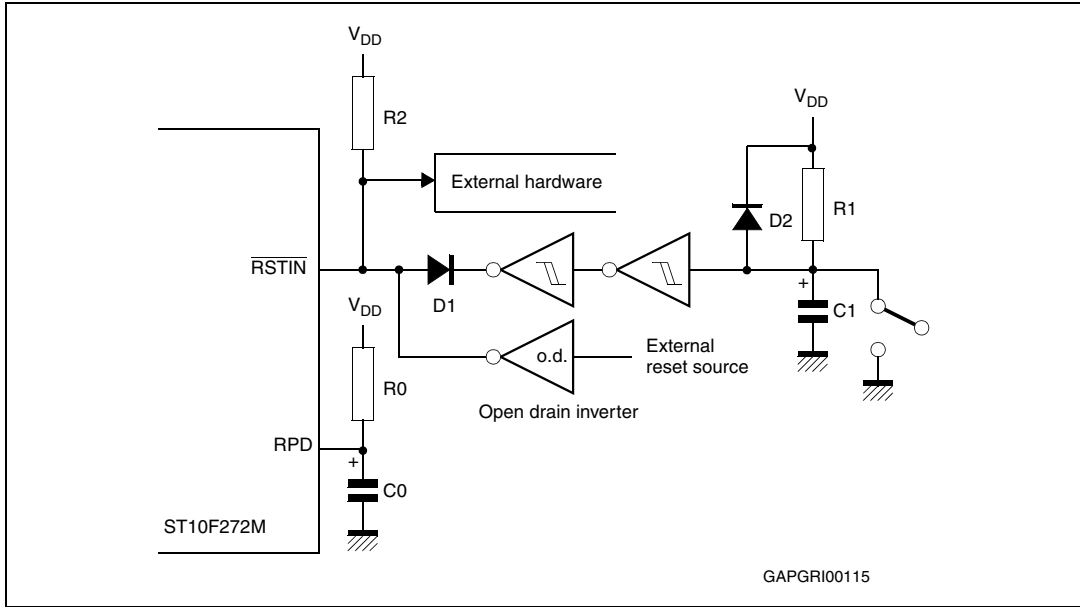 VDD
R2
VDD
External hardware
D2
R1
RSTIN
D1
+
C1
VDD
o.d.
External
reset source
R0
Open drain inverter
RPD
+
C0
ST10F272M
GAPGRI00115